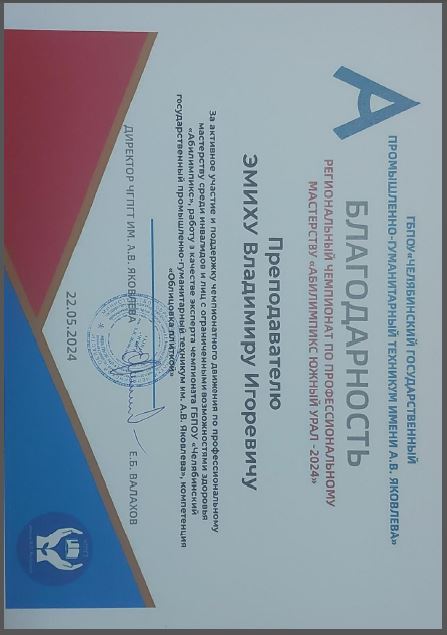 ГБПОУ«ЧЕЛЯБИНСКИЙ ГОСУДАРСТВЕННЫЙ
ПРОМЫШЛЕННО-ГУМАНИТАРНЫЙ ТЕХНИКУМ ИМЕНИ А.В. ЯКОВЛЕВА»
БЛАГОДАРНОСТЬ
РЕГИОНАЛЬНЫЙ ЧЕМПИОНАТ ПО ПРОФЕССИОНАЛЬНОМУ
МАСТЕРСТВУ «АБИЛИМПИКС ЮЖНЫЙ УРАЛ -2024»
Преподавателю
ЭМИХУ Владимиру Игоревичу
За активное участие и поддержку чемпионатного движения по профессиональному
мастерству среди инвалидов и лиц с ограниченными возможностями здоровья
«Абилимпикс», работу в качестве эксперта чемпионата ГБПОУ «Челябинский
государственный промышленно-гуманитарный техникум им. А.В. Яковлева», компетенция
«Облицовка плиткой»
ДИРЕКТОР ЧГПГТ ИМ. А.В. ЯКОВЛЕВА
Е.Б. ВАЛАХОВ
22.05.2024